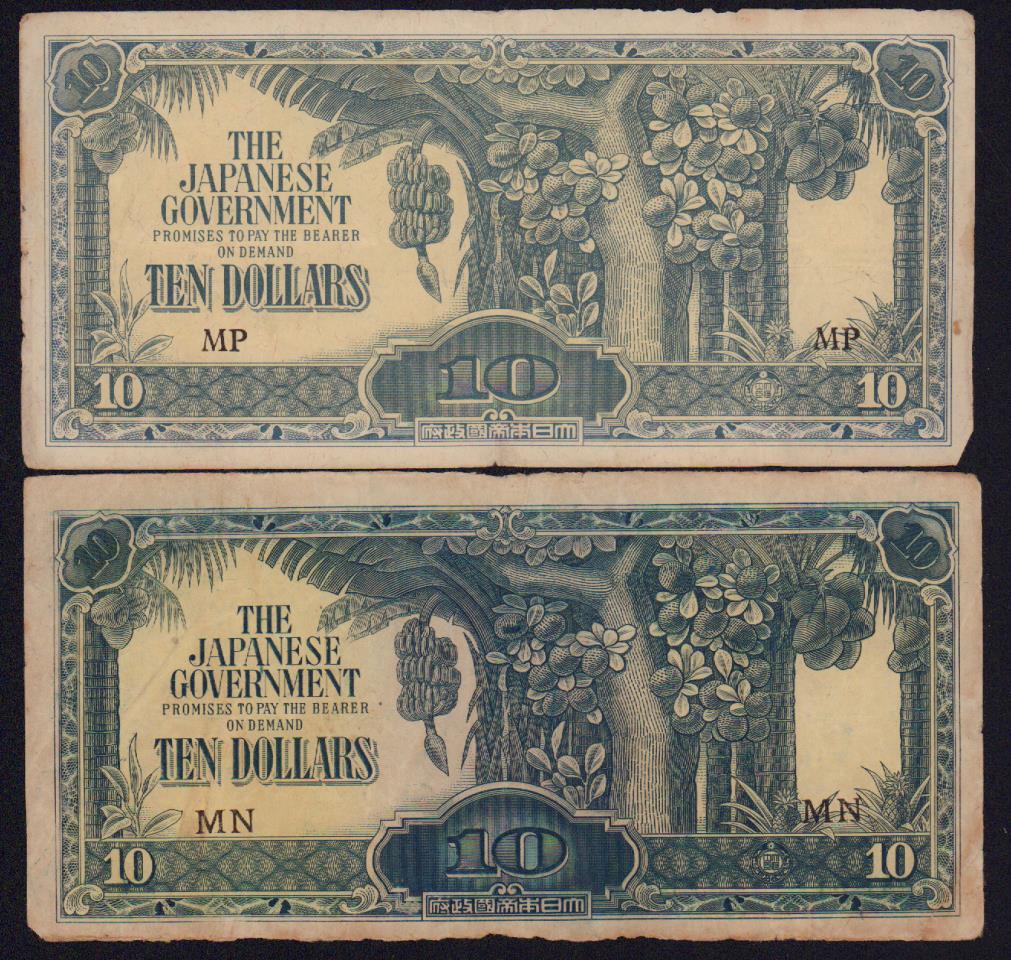 10 10
THE
JAPANESE
GOVERNMENT
PROMISES TO PAY THE BEARER
ON DEMAND
TEN DOLLARS
MP MP
10 10 10
府政國帝本日大
10 10
THE
JAPANESE
GOVERNMENT
PROMISES TO PAY THE BEARER
ON DEMAND
TEN DOLLARS
MN MN
10 10 10
府政國帝本日大